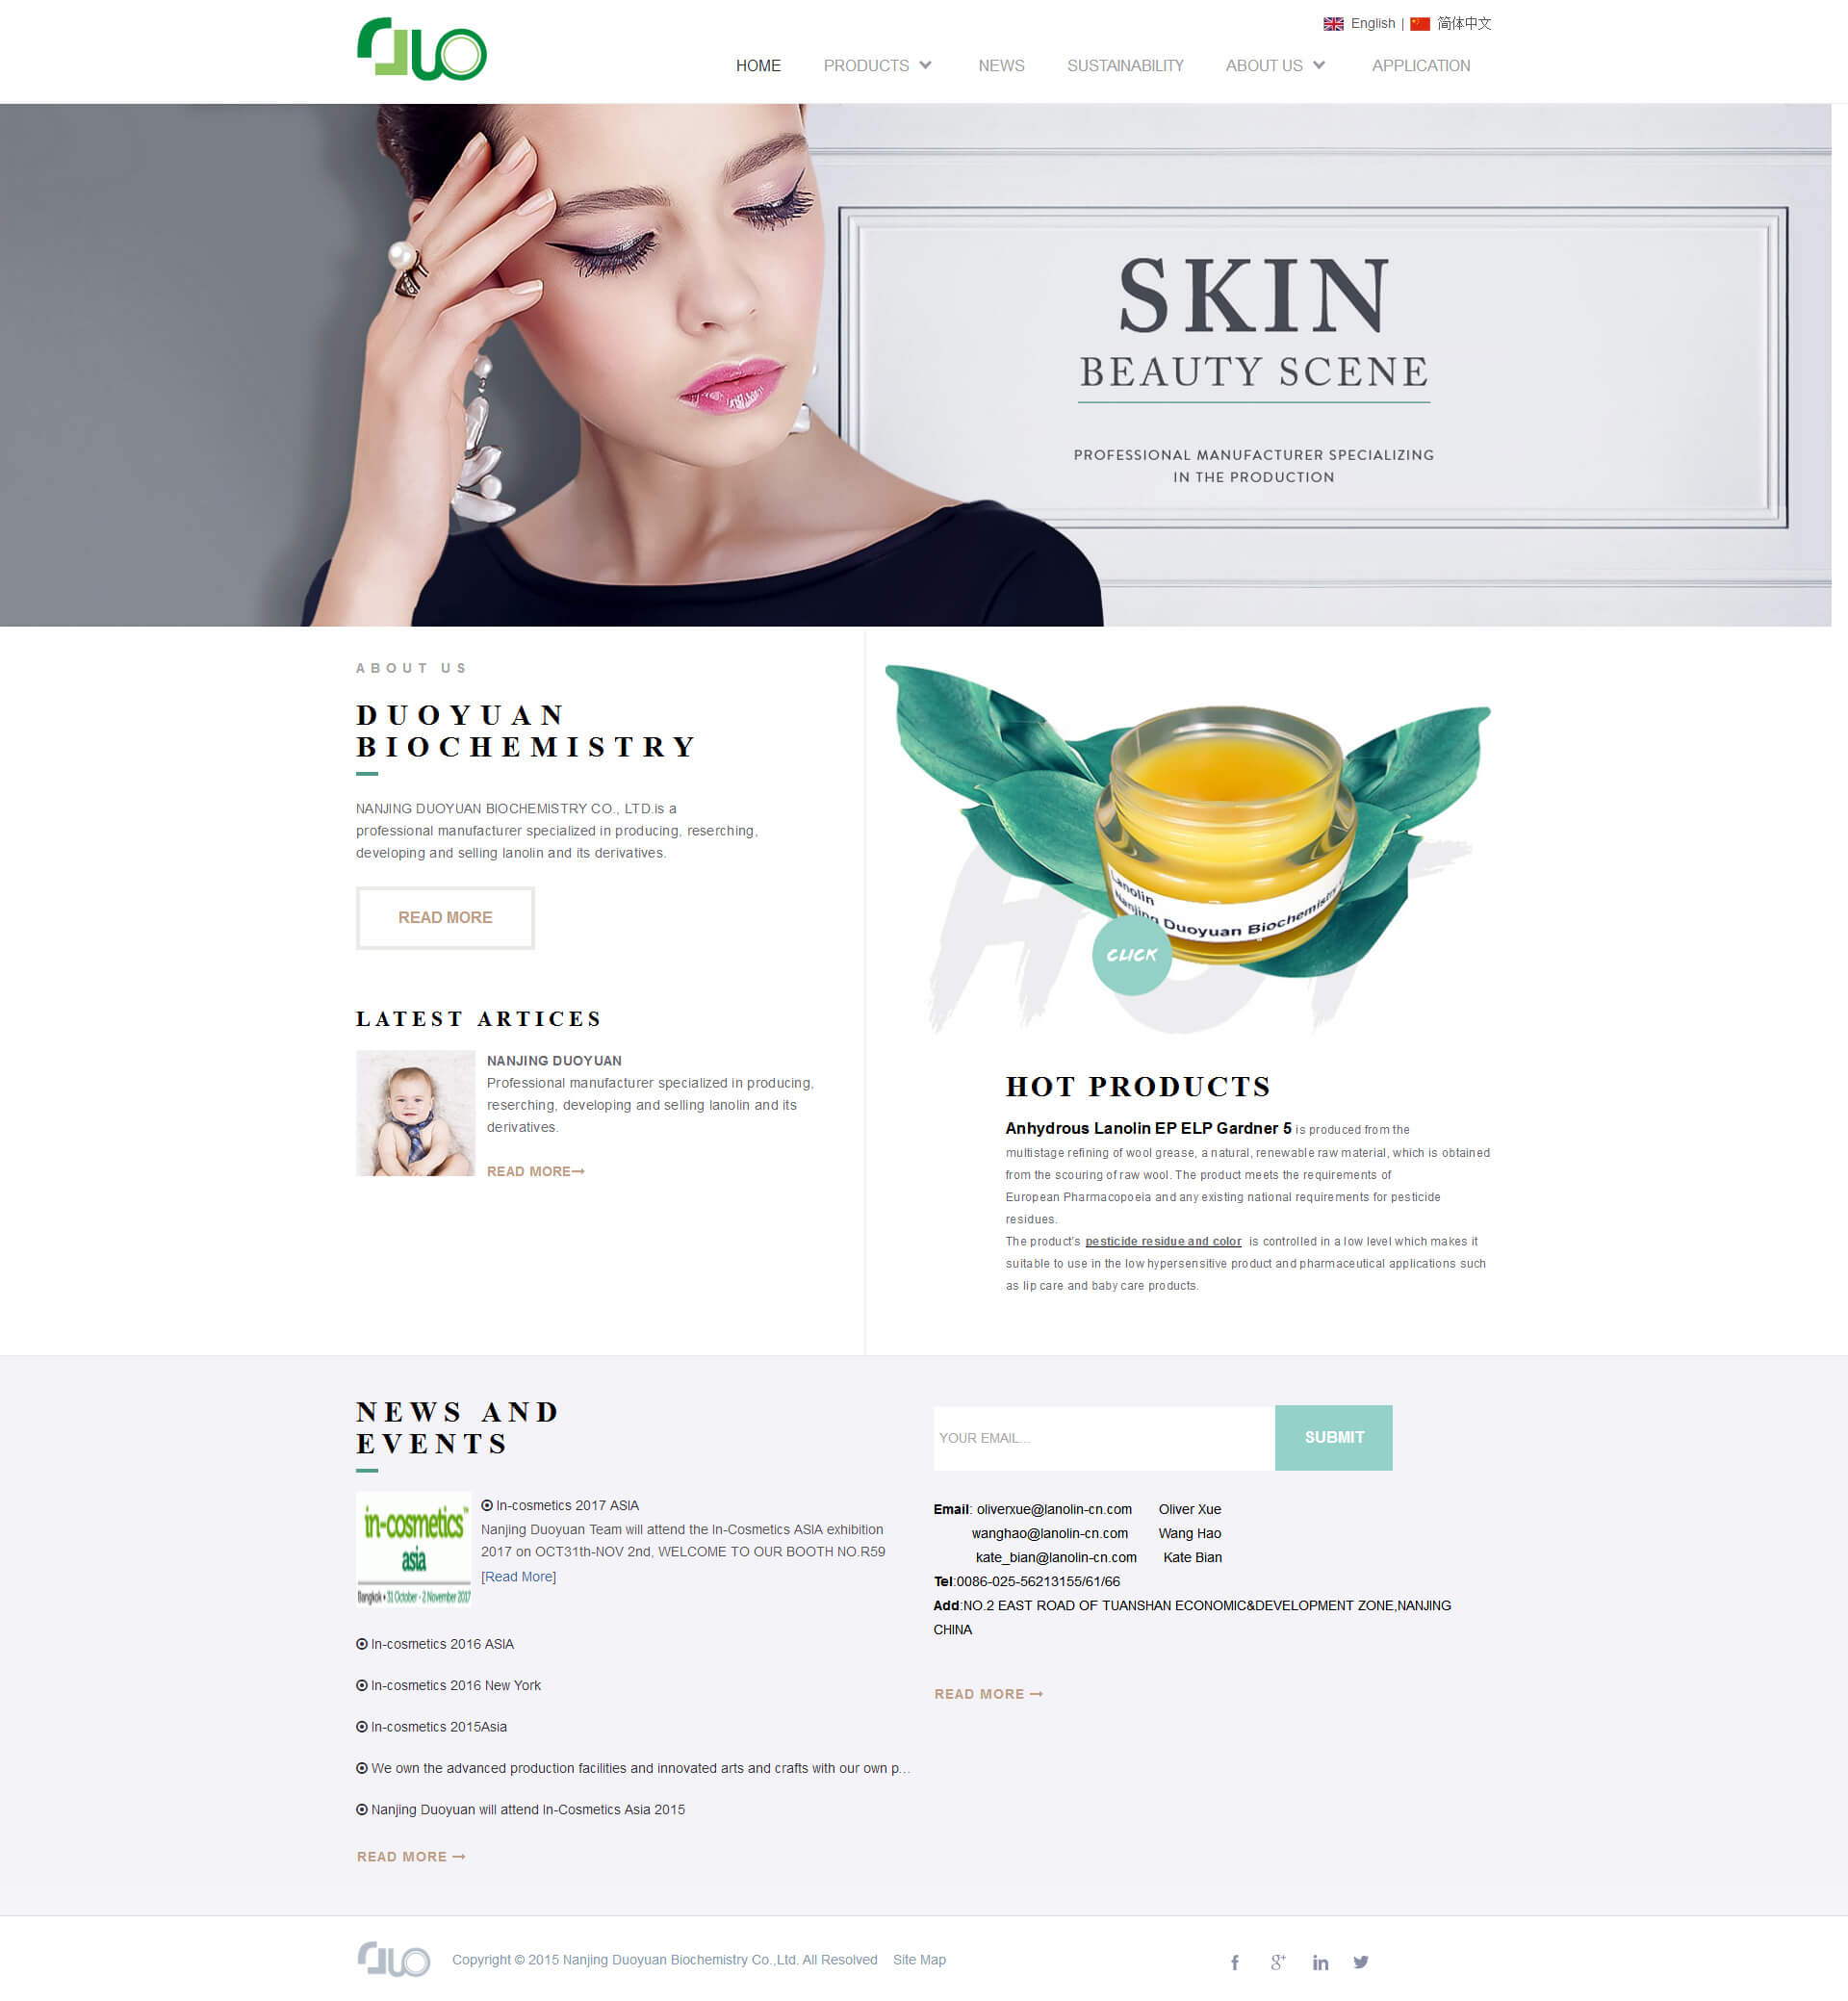 English | 简体中文
HOME PRODUCTS NEWS SUSTAINABILITY ABOUT US APPLICATION
SKIN
BEAUTY SCENE
PROFESSIONAL MANUFACTURER SPECIALIZING
IN THE PRODUCTION
ABOUT US
DUOYUAN
BIOCHEMISTRY
NANJING DUOYUAN BIOCHEMISTRY CO., LTD.is a
professional manufacturer specialized in producing, reserching,
developing and selling lanolin and its derivatives.
READ MORE
LATEST ARTICES
NANJING DUOYUAN
Professional manufacturer specialized in producing,
reserching, developing and selling lanolin and its
derivatives.
READ MORE→
Lanolin
Nanjing Duoyuan Biochemistry
CLICK
HOT
HOT PRODUCTS
Anhydrous Lanolin EP ELP Gardner 5 is produced from the
multistage refining of wool grease, a natural, renewable raw material, which is obtained
from the scouring of raw wool. The product meets the requirements of
European Pharmacopoeia and any existing national requirements for pesticide
residues.
The product's pesticide residue and color is controlled in a low level which makes it
suitable to use in the low hypersensitive product and pharmaceutical applications such
as lip care and baby care products.
NEWS AND
EVENTS
in-cosmetics™
asia
Bangkok • 31 October - 2 November 2017
In-cosmetics 2017 ASIA
Nanjing Duoyuan Team will attend the In-Cosmetics ASIA exhibition
2017 on OCT31th-NOV 2nd, WELCOME TO OUR BOOTH NO.R59
[Read More]
In-cosmetics 2016 ASIA
In-cosmetics 2016 New York
In-cosmetics 2015Asia
We own the advanced production facilities and innovated arts and crafts with our own p...
Nanjing Duoyuan will attend In-Cosmetics Asia 2015
READ MORE →
YOUR EMAIL... SUBMIT
Email: oliverxue@lanolin-cn.com Oliver Xue
wanghao@lanolin-cn.com Wang Hao
kate_bian@lanolin-cn.com Kate Bian
Tel:0086-025-56213155/61/66
Add:NO.2 EAST ROAD OF TUANSHAN ECONOMIC&DEVELOPMENT ZONE,NANJING
CHINA
READ MORE →
Copyright © 2015 Nanjing Duoyuan Biochemistry Co.,Ltd. All Resolved Site Map